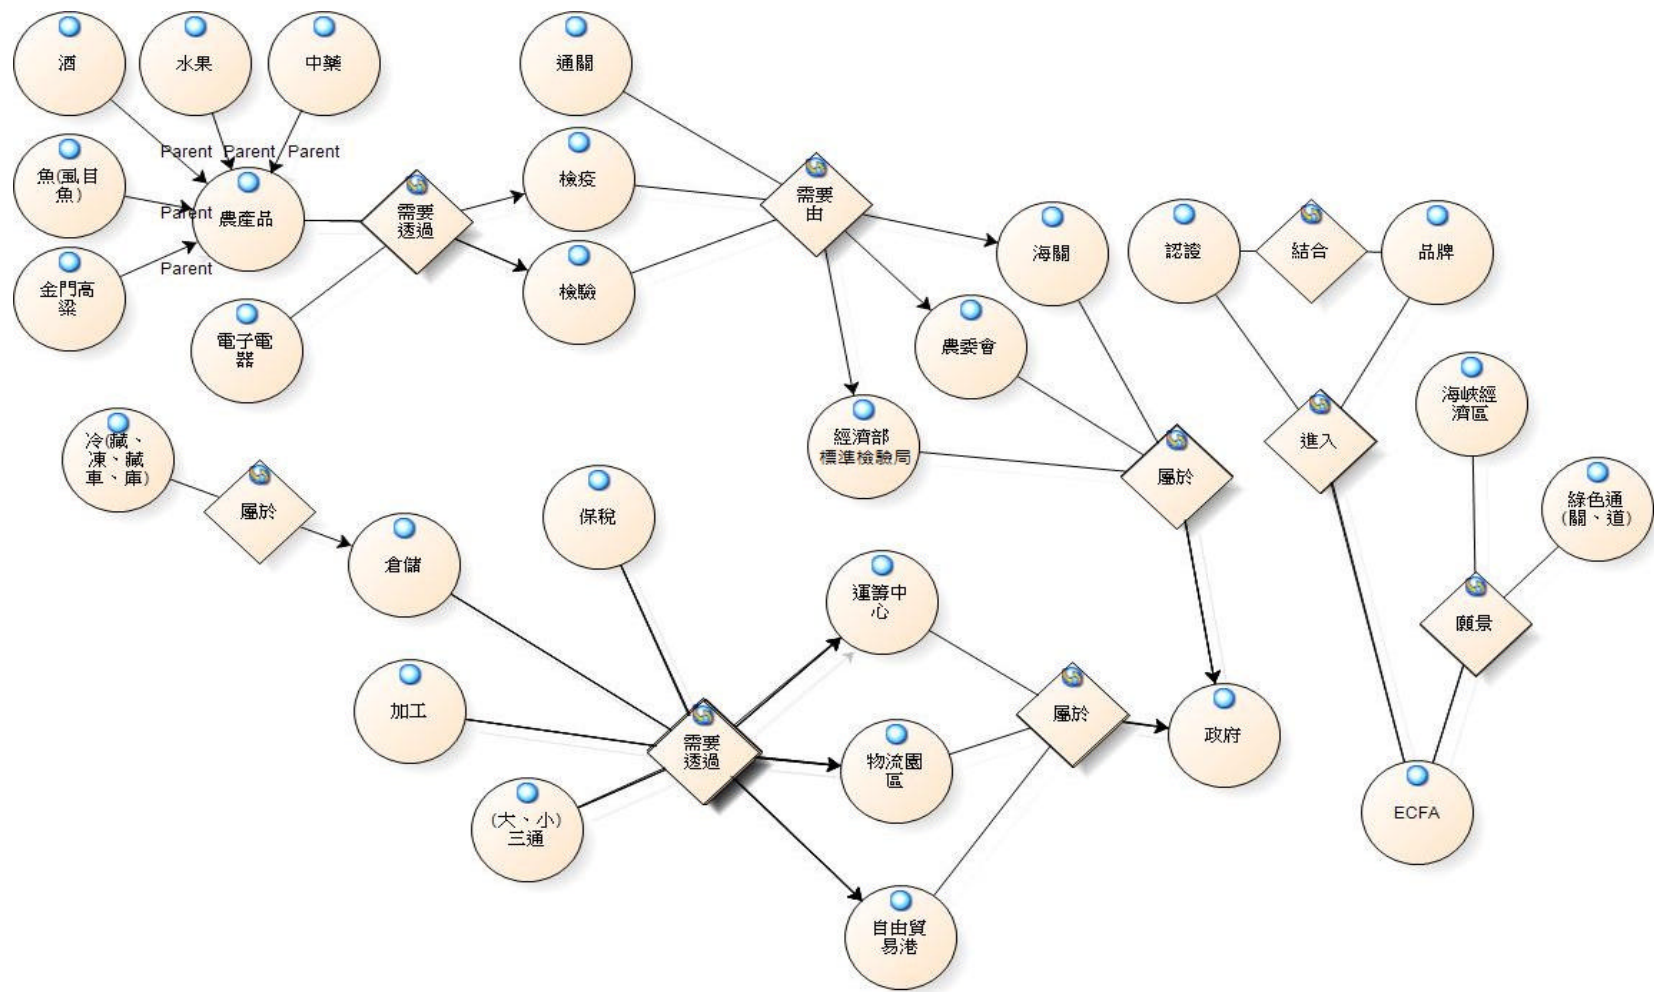 酒
水果
中藥
通關
Parent
Parent
Parent
魚(虱目
魚)
Parent
農產品
需要
透過
檢疫
需要
由
金門高
粱
Parent
電子電
器
檢驗
海關
認證
結合
品牌
農委會
經濟部
標準檢驗局
屬於
進入
海峽經
濟區
綠色通
(關、道)
願景
冷(藏、
凍、藏
車、庫)
屬於
倉儲
保稅
運籌中
心
加工
需要
透過
物流園
區
屬於
政府
(大、小)
三通
自由貿
易港
ECFA